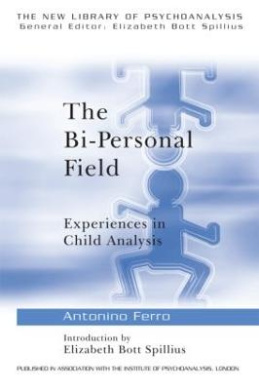 THE NEW LIBRARY OF PSYCHOANALYSIS
General Editor: Elizabeth Bott Spillius
The
Bi-Personal
Field
Experiences in
Child Analysis
Antonino Ferro
Introduction by
Elizabeth Bott Spillius
PUBLISHED IN ASSOCIATION WITH THE INSTITUTE OF PSYCHOANALYSIS, LONDON